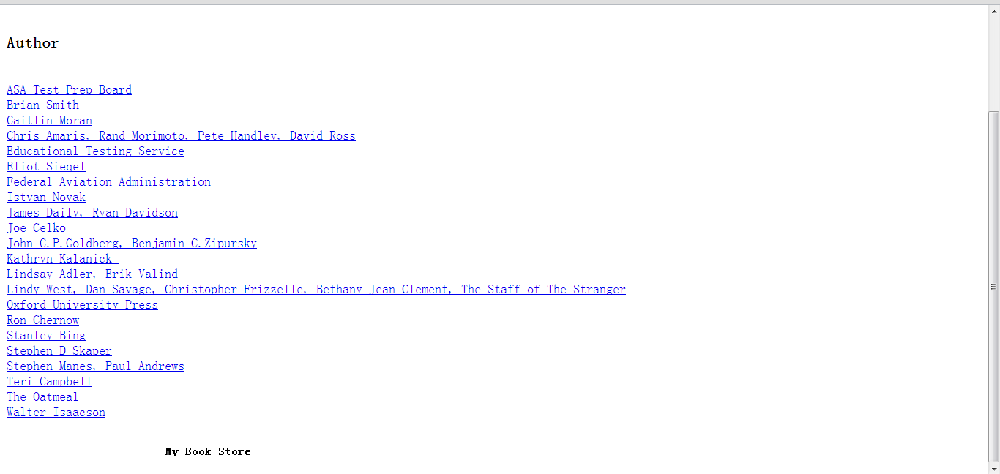 Author
ASA Test Prep Board
Brian Smith
Caitlin Moran
Chris Amaris, Rand Morimoto, Pete Handley, David Ross
Educational Testing Service
Eliot Siegel
Federal Aviation Administration
Istvan Novak
James Daily, Ryan Davidson
Joe Celko
John C.P.Goldberg, Benjamin C.Zipursky
Kathryn Kalanick
Lindsay Adler, Erik Valind
Lindy West, Dan Savage, Christopher Frizzelle, Bethany Jean Clement, The Staff of The Stranger
Oxford University Press
Ron Chernow
Stanley Bing
Stephen D Skaper
Stephen Manes, Paul Andrews
Teri Campbell
The Oatmeal
Walter Isaacson
My Book Store